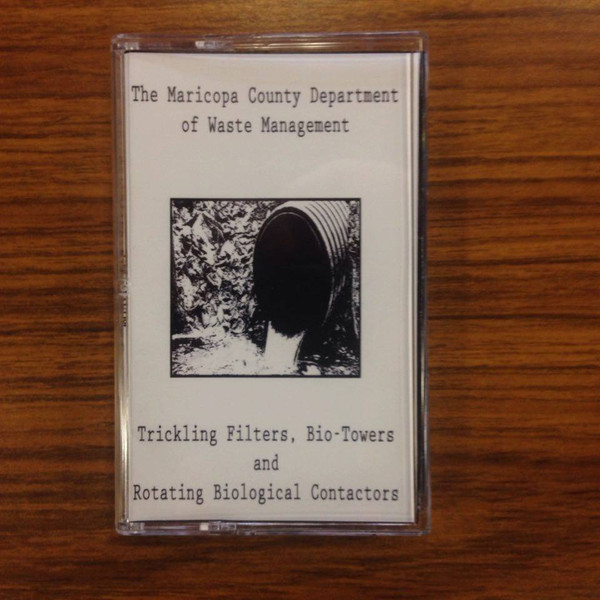 The Maricopa County Department
of Waste Management
Trickling Filters, Bio-Towers
and
Rotating Biological Contactors